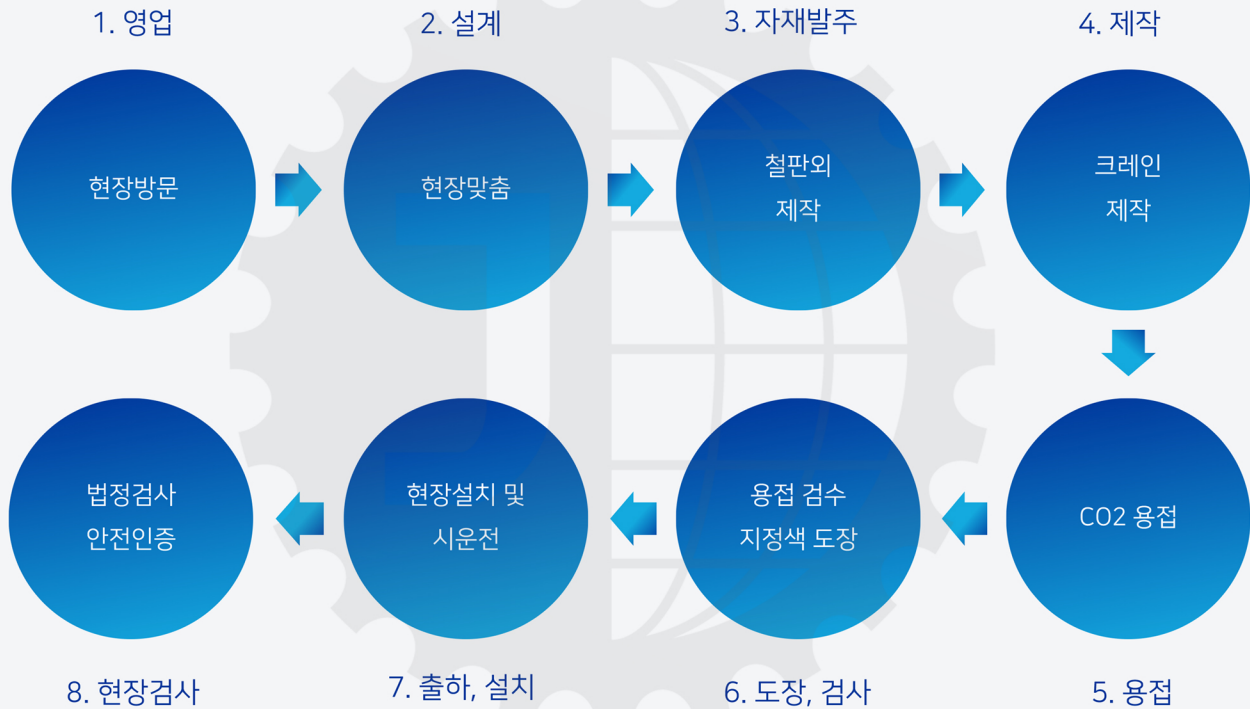 1. 영업
현장방문
2. 설계
현장맞춤
3. 자재발주
철판외
제작
4. 제작
크레인
제작
CO2 용접
5. 용접
용접 검수
지정색 도장
6. 도장, 검사
현장설치 및
시운전
7. 출하, 설치
법정검사
안전인증
8. 현장검사